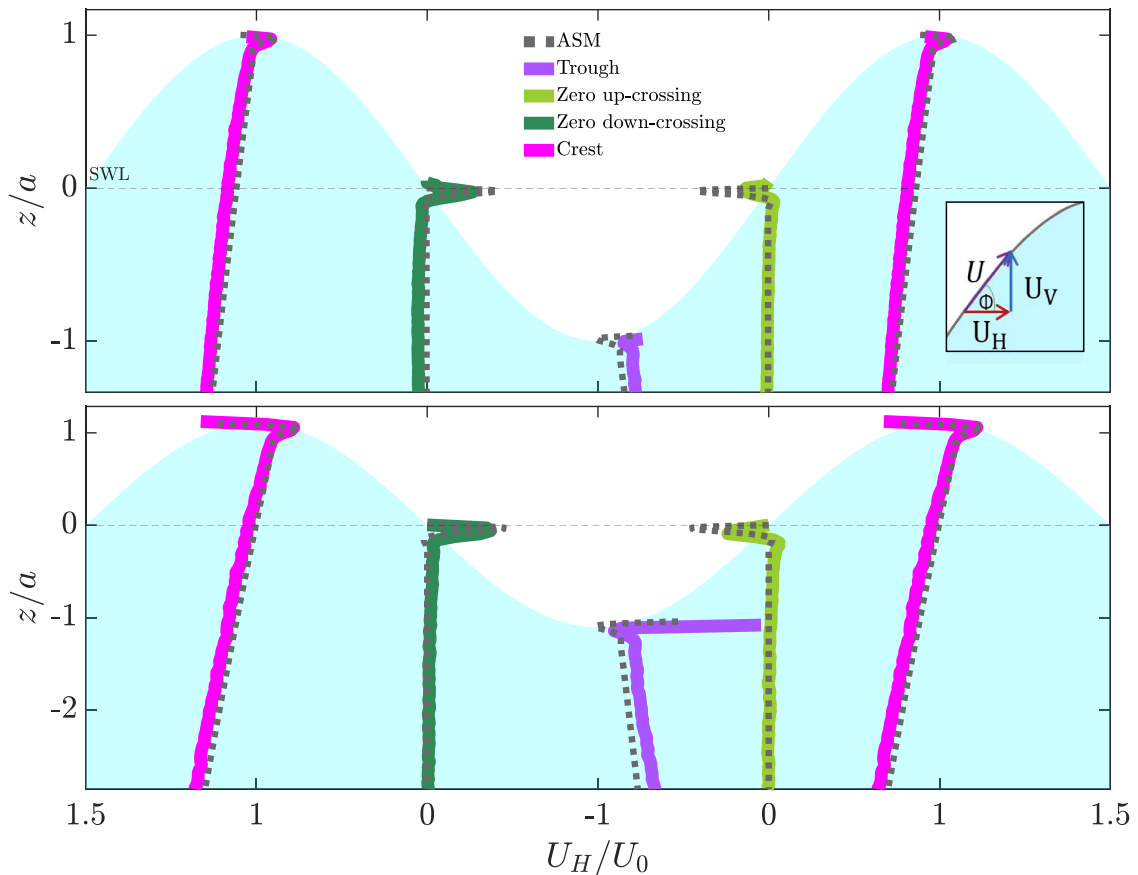 1
ASM
Trough
Zero up-crossing
Zero down-crossing
Crest
SWL
0
z/a
U
Φ
U_V
U_H
-1
1
0
z/a
-1
-2
1.5 1 0 -1 0 1 1.5
U_H/U_0